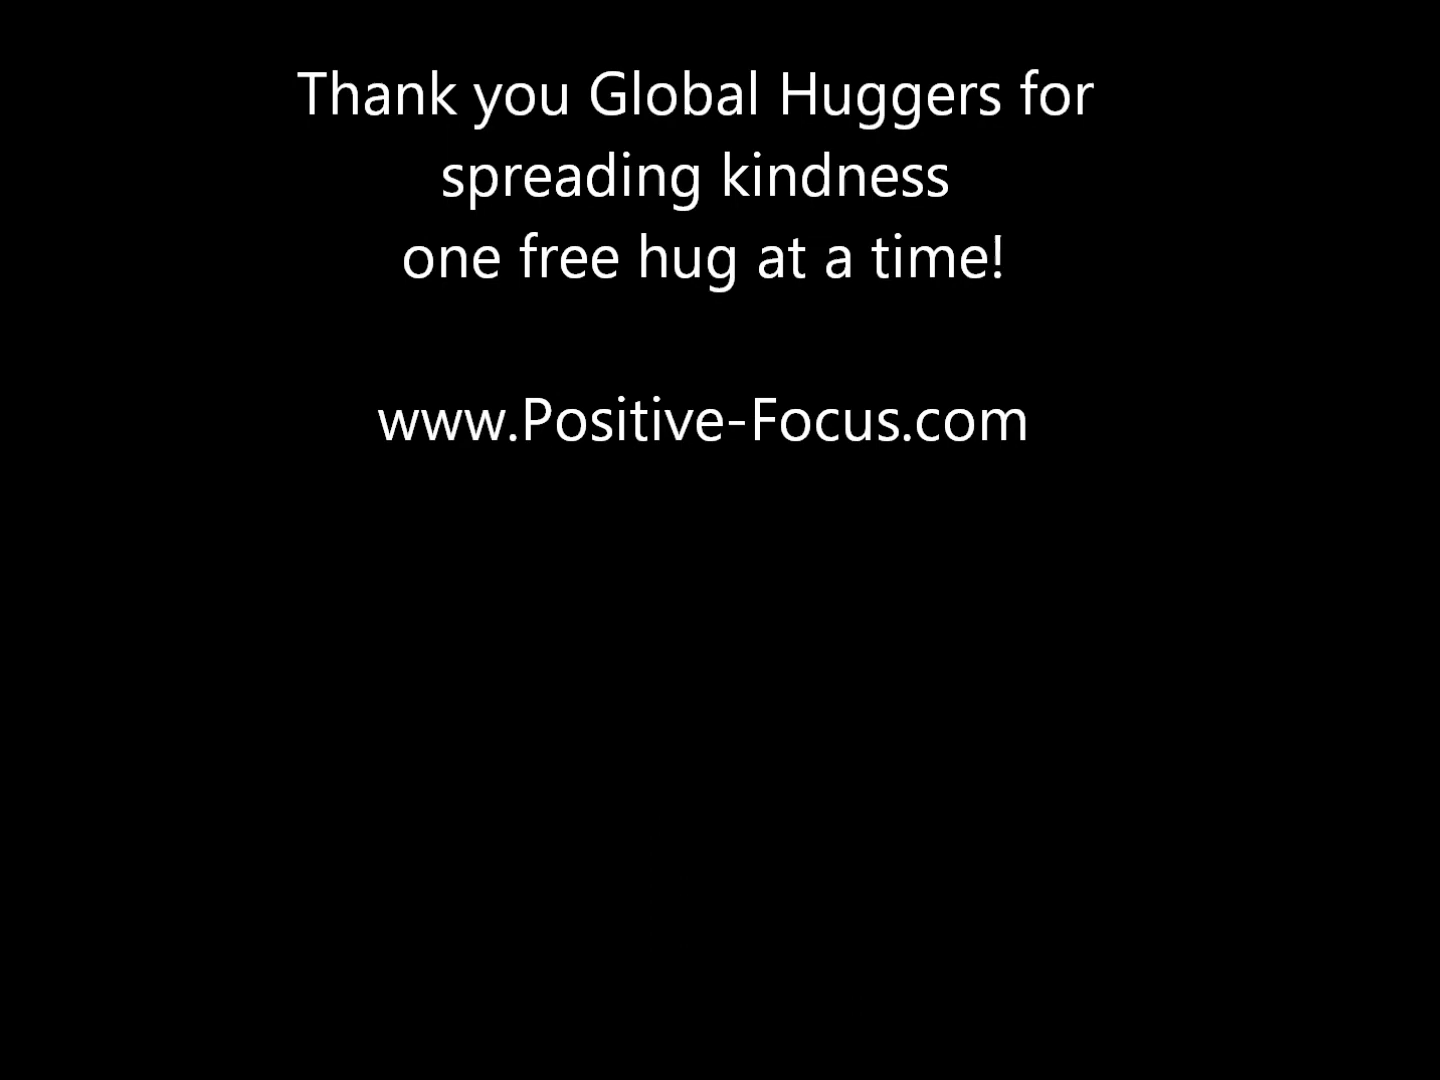 Thank you Global Huggers for
spreading kindness
one free hug at a time!
www.Positive-Focus.com